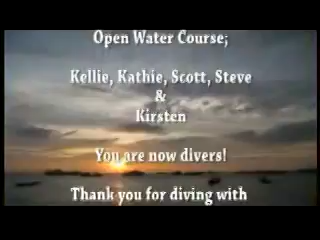 Open Water Course;
Kellie, Kathie, Scott, Steve
&
Kirsten
You are now divers!
Thank you for diving with